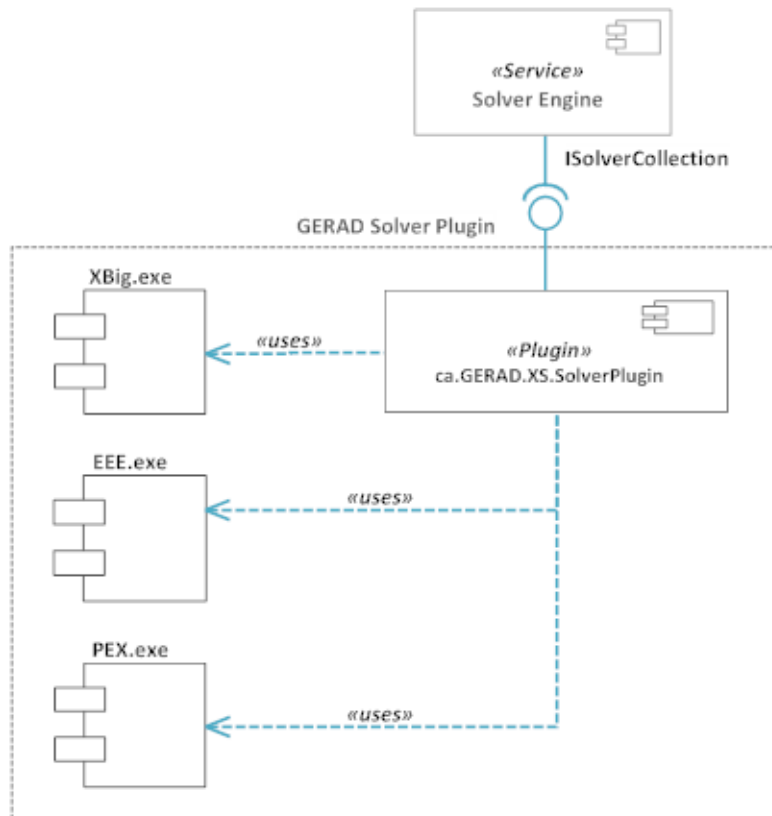 «Service»
Solver Engine
ISolverCollection
GERAD Solver Plugin
XBig.exe
«uses»
«Plugin»
ca.GERAD.XS.SolverPlugin
EEE.exe
«uses»
PEX.exe
«uses»